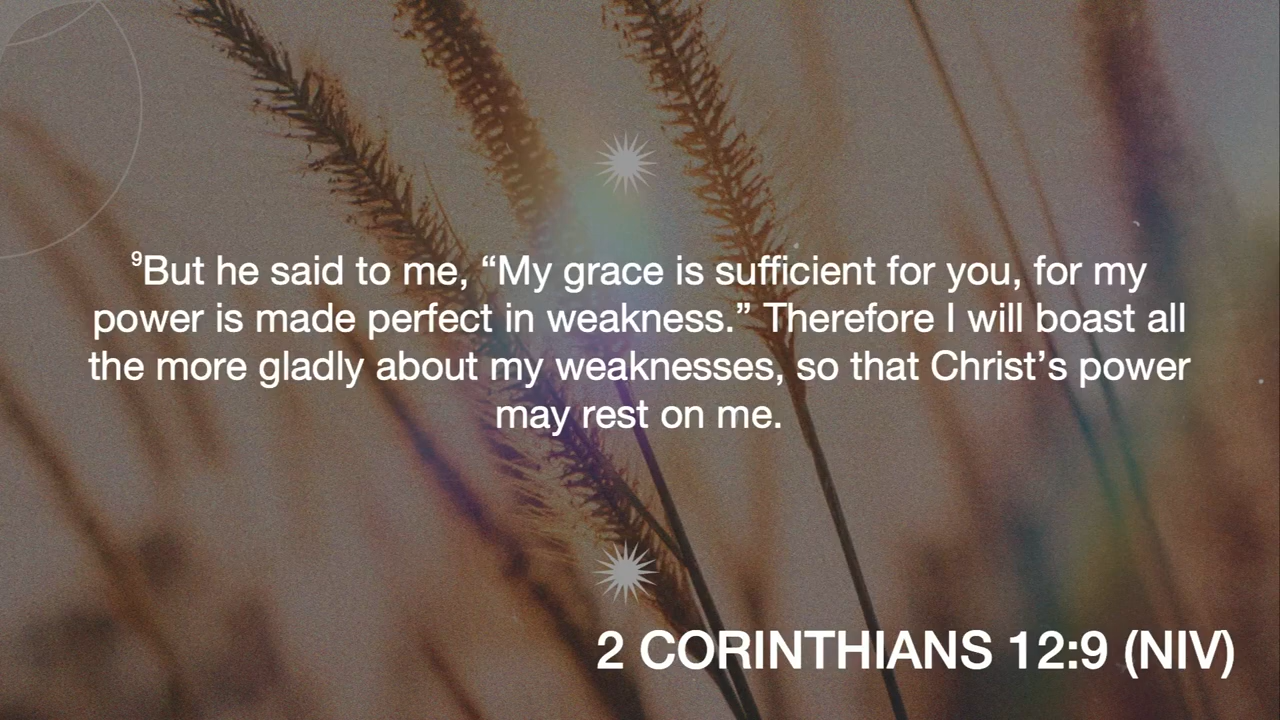 ⁹But he said to me, “My grace is sufficient for you, for my
power is made perfect in weakness.” Therefore I will boast all
the more gladly about my weaknesses, so that Christ’s power
may rest on me.
2 CORINTHIANS 12:9 (NIV)